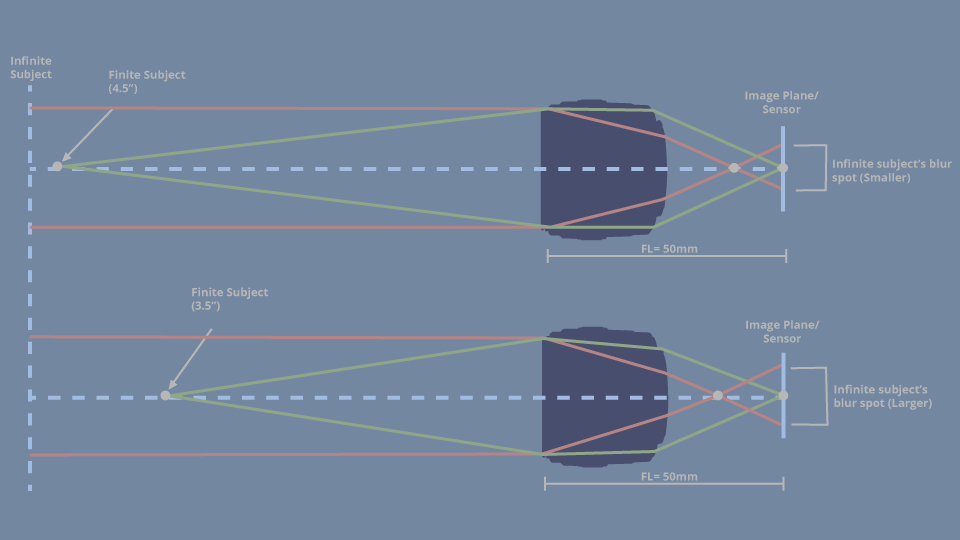 Infinite
Subject
Finite Subject
(4.5”)
Image Plane/
Sensor
Infinite subject’s blur
spot (Smaller)
FL= 50mm
Finite Subject
(3.5”)
Image Plane/
Sensor
Infinite subject’s
blur spot (Larger)
FL= 50mm